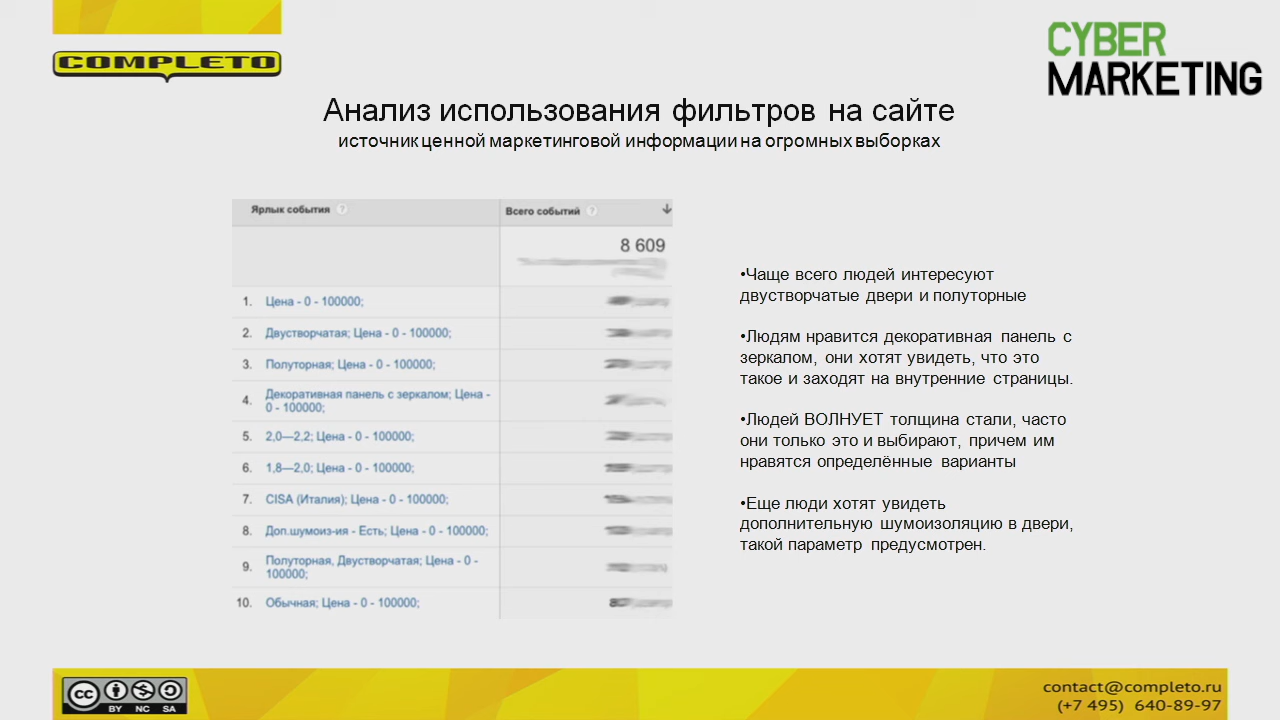 COMPLETO
CYBER
MARKETING
Анализ использования фильтров на сайте
источник ценной маркетинговой информации на огромных выборках
Ярлык события ? Всего событий ?
8 609
1. Цена - 0 - 100000;
2. Двустворчатая; Цена - 0 - 100000;
3. Полуторная; Цена - 0 - 100000;
4. Декоративная панель с зеркалом; Цена -
0 - 100000;
5. 2,0—2,2; Цена - 0 - 100000;
6. 1,8—2,0; Цена - 0 - 100000;
7. CISA (Италия); Цена - 0 - 100000;
8. Доп.шумоиз-ия - Есть; Цена - 0 - 100000;
9. Полуторная, Двустворчатая; Цена - 0 -
100000;
10. Обычная; Цена - 0 - 100000;
•Чаще всего людей интересуют
двустворчатые двери и полуторные
•Людям нравится декоративная панель с
зеркалом, они хотят увидеть, что это
такое и заходят на внутренние страницы.
•Людей ВОЛНУЕТ толщина стали, часто
они только это и выбирают, причем им
нравятся определённые варианты
•Еще люди хотят увидеть
дополнительную шумоизоляцию в двери,
такой параметр предусмотрен.
cc
BY NC SA
contact@completo.ru
(+7 495) 640-89-97